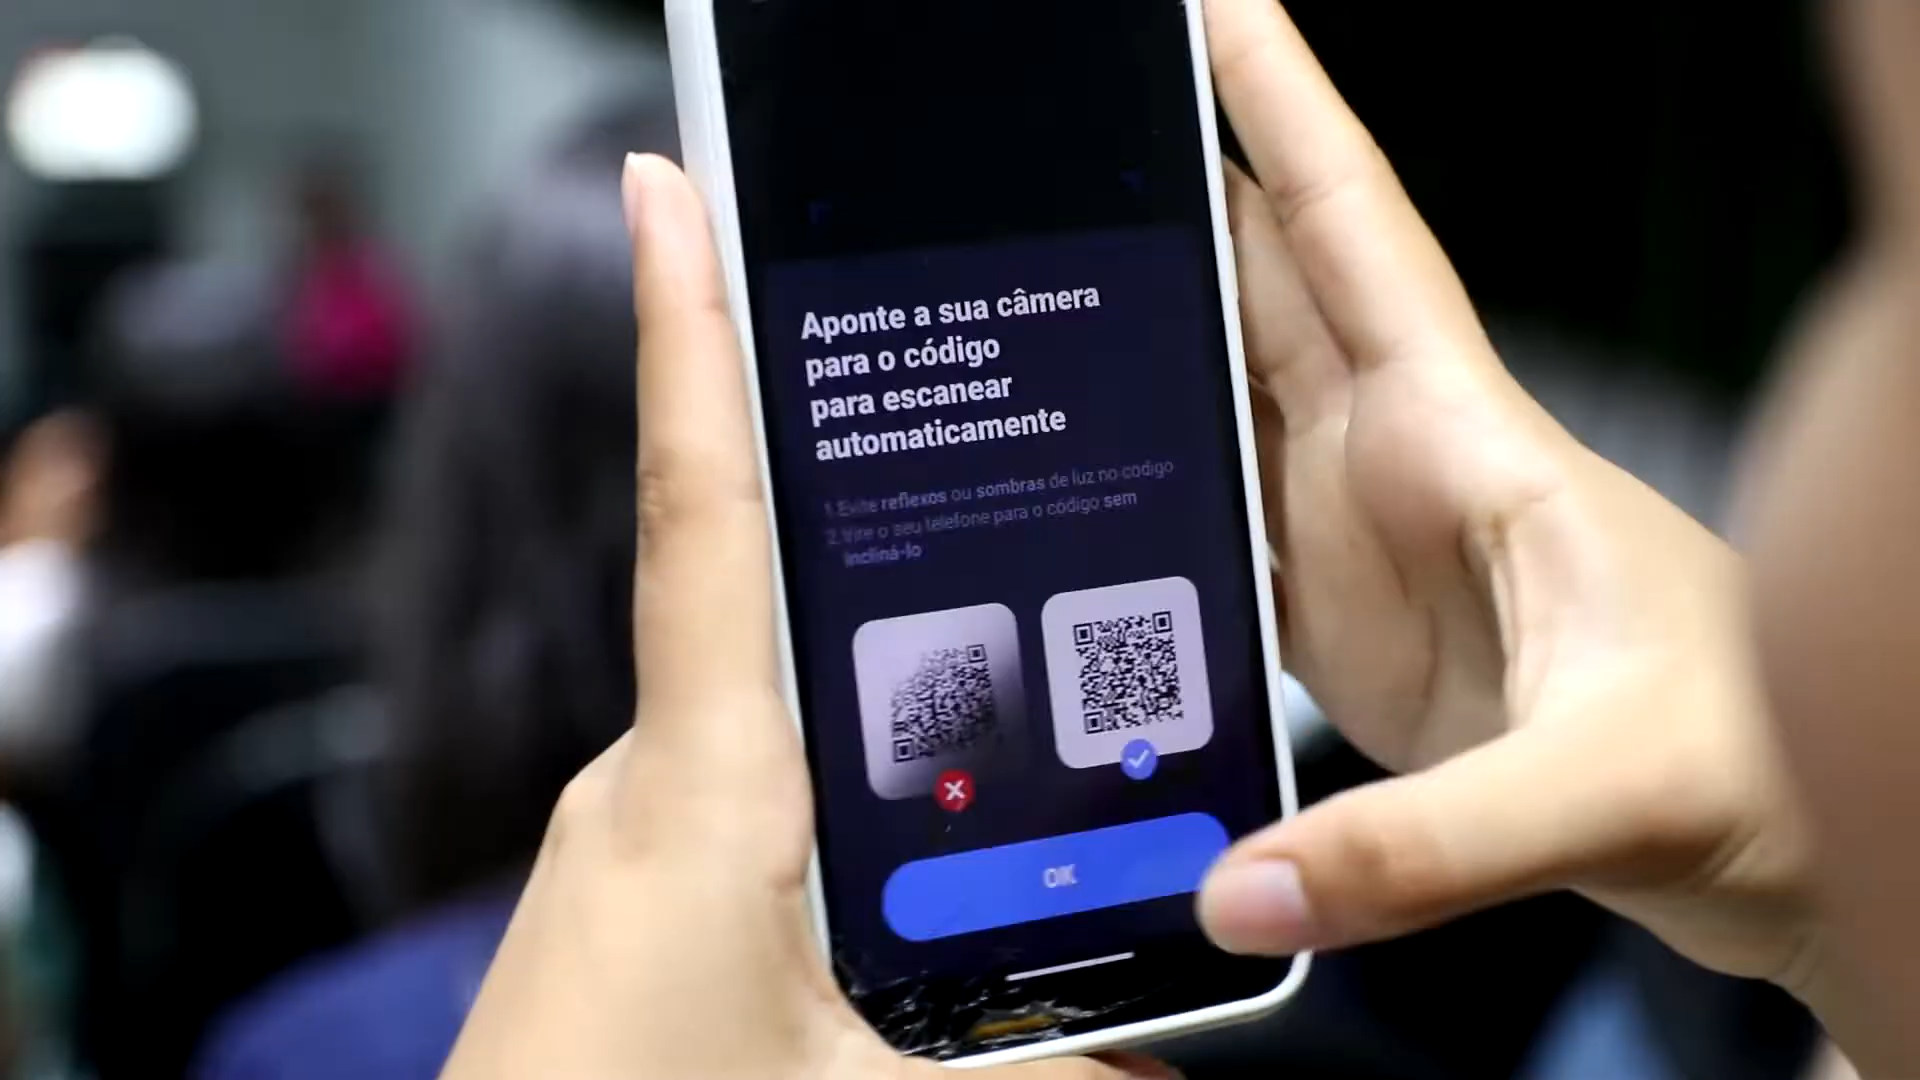 Aponte a sua câmera
para o código
para escanear
automaticamente
1.Evite reflexos ou sombras de luz no código
2.Vire o seu telefone para o código sem
incliná-lo
OK